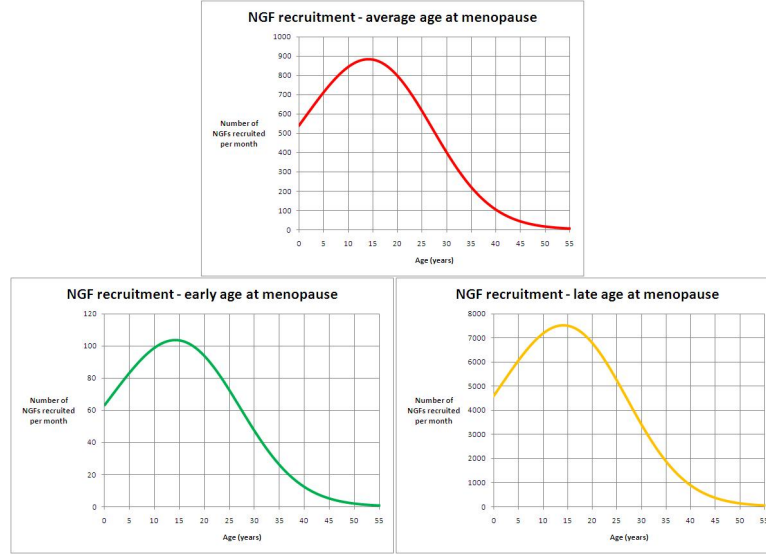 NGF recruitment - average age at menopause
1000
900
800
700
600
500
400
300
200
100
0
Number of
NGFs recruited
per month
0 5 10 15 20 25 30 35 40 45 50 55
Age (years)
NGF recruitment - early age at menopause
120
100
80
60
40
20
0
Number of
NGFs recruited
per month
0 5 10 15 20 25 30 35 40 45 50 55
Age (years)
NGF recruitment - late age at menopause
8000
7000
6000
5000
4000
3000
2000
1000
0
Number of
NGFs recruited
per month
0 5 10 15 20 25 30 35 40 45 50 55
Age (years)